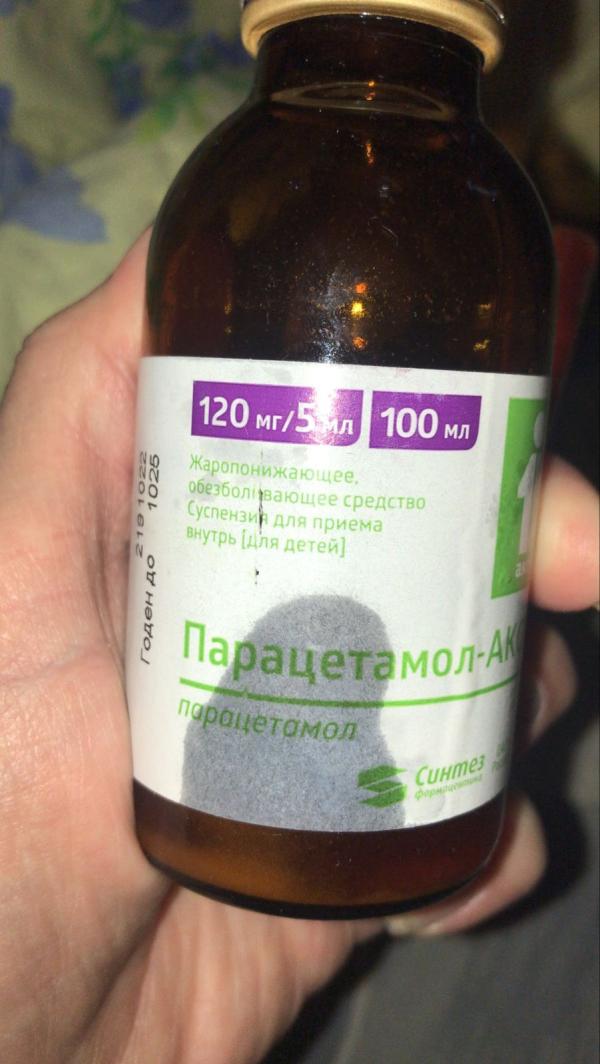 120 мг/5 мл 100 мл
Жаропонижающее,
обезболивающее средство
Суспензия для приема
внутрь [для детей]
Парацетамол-АКО
парацетамол
Синтез
фармацевтика
2191022
Годен до 1025